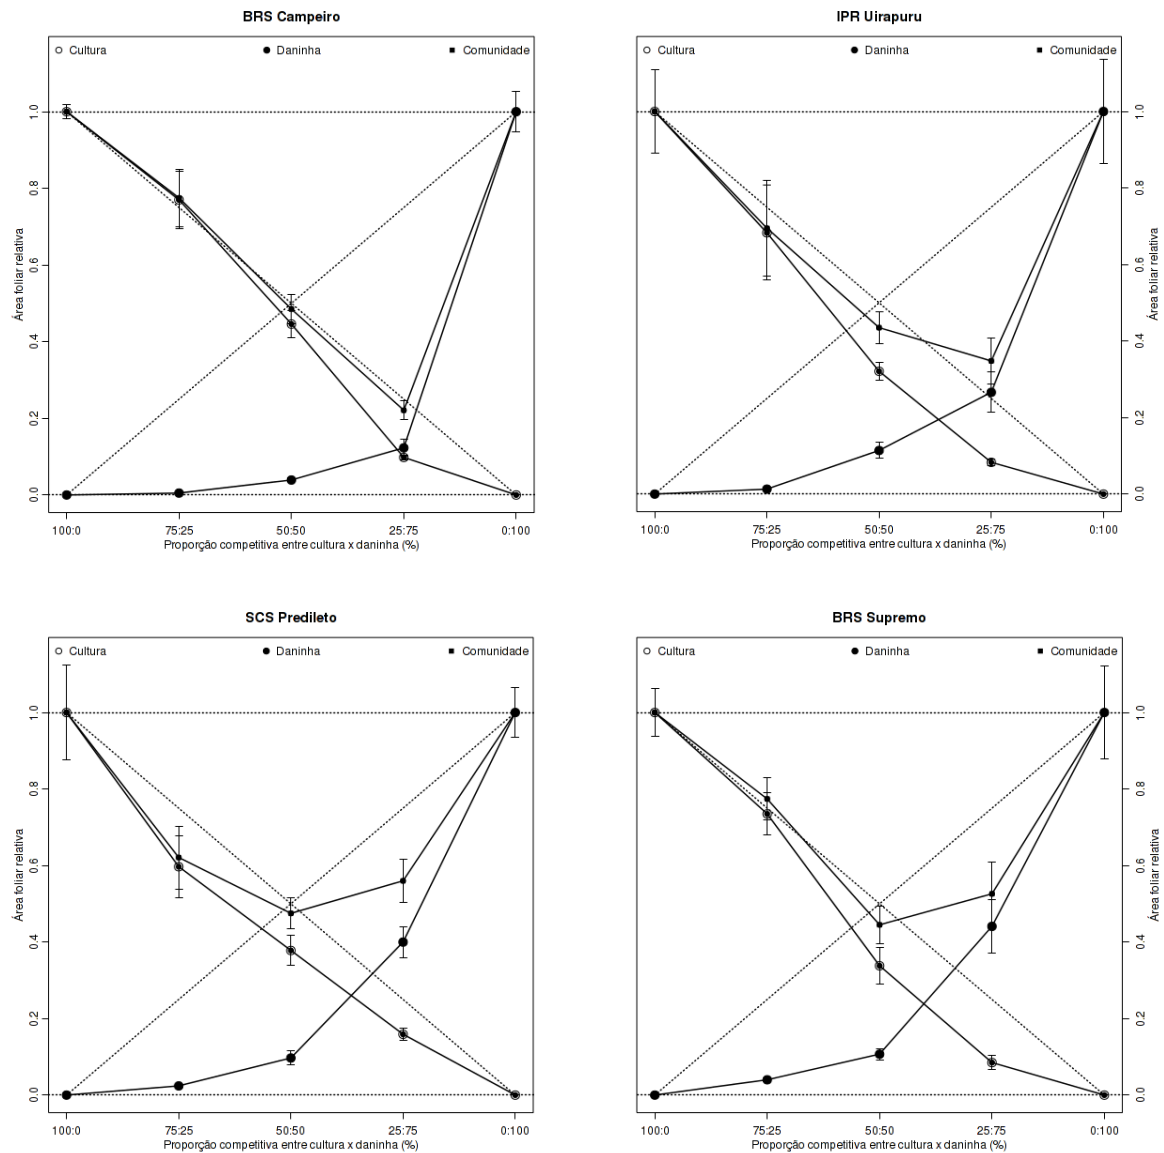 BRS Campeiro
Cultura Daninha Comunidade
Área foliar relativa
1.0
0.8
0.6
0.4
0.2
0.0
100:0 75:25 50:50 25:75 0:100
Proporção competitiva entre cultura x daninha (%)
IPR Uirapuru
Cultura Daninha Comunidade
Área foliar relativa
1.0
0.8
0.6
0.4
0.2
0.0
100:0 75:25 50:50 25:75 0:100
Proporção competitiva entre cultura x daninha (%)
SCS Predileto
Cultura Daninha Comunidade
Área foliar relativa
1.0
0.8
0.6
0.4
0.2
0.0
100:0 75:25 50:50 25:75 0:100
Proporção competitiva entre cultura x daninha (%)
BRS Supremo
Cultura Daninha Comunidade
Área foliar relativa
1.0
0.8
0.6
0.4
0.2
0.0
100:0 75:25 50:50 25:75 0:100
Proporção competitiva entre cultura x daninha (%)